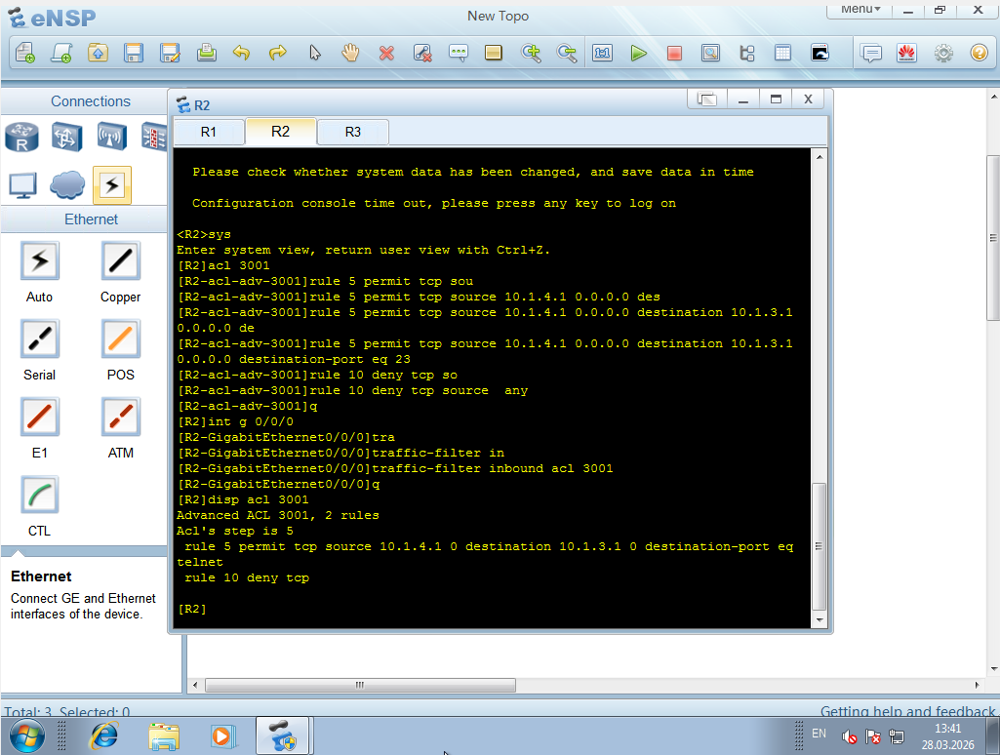 eNSP
New Topo
Menu
Connections
R2
R1 R2 R3
Please check whether system data has been changed, and save data in time
Configuration console time out, please press any key to log on
<R2>sys
Enter system view, return user view with Ctrl+Z.
[R2]acl 3001
[R2-acl-adv-3001]rule 5 permit tcp sou
[R2-acl-adv-3001]rule 5 permit tcp source 10.1.4.1 0.0.0.0 des
[R2-acl-adv-3001]rule 5 permit tcp source 10.1.4.1 0.0.0.0 destination 10.1.3.1
0.0.0.0 de
[R2-acl-adv-3001]rule 5 permit tcp source 10.1.4.1 0.0.0.0 destination 10.1.3.1
0.0.0.0 destination-port eq 23
[R2-acl-adv-3001]rule 10 deny tcp so
[R2-acl-adv-3001]rule 10 deny tcp source  any
[R2-acl-adv-3001]q
[R2]int g 0/0/0
[R2-GigabitEthernet0/0/0]tra
[R2-GigabitEthernet0/0/0]traffic-filter in
[R2-GigabitEthernet0/0/0]traffic-filter inbound acl 3001
[R2-GigabitEthernet0/0/0]q
[R2]disp acl 3001
Advanced ACL 3001, 2 rules
Acl's step is 5
rule 5 permit tcp source 10.1.4.1 0 destination 10.1.3.1 0 destination-port eq
telnet
rule 10 deny tcp
[R2]
Ethernet
Auto Copper
Serial POS
E1 ATM
CTL
Ethernet
Connect GE and Ethernet
interfaces of the device.
Total: 3 Selected: 0
Getting help and feedback
EN
13:41
28.03.2026